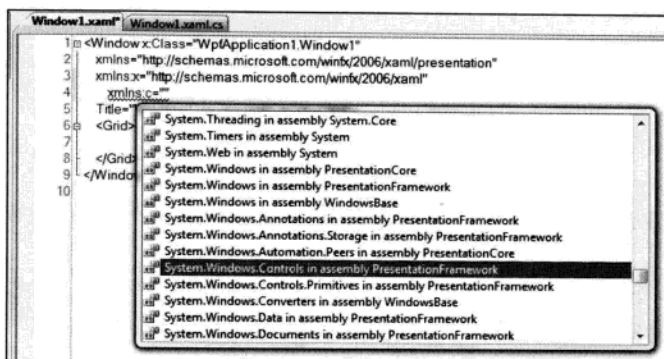 Window1.xaml* Window1.xaml.cs
1 <Window x:Class="WpfApplication1.Window1"
2 xmlns="http://schemas.microsoft.com/winfx/2006/xaml/presentation"
3 xmlns:x="http://schemas.microsoft.com/winfx/2006/xaml"
4 xmlns:c=""
5 Title="
6 <Grid>
7
8 </Grid>
9 </Windo
10
System.Threading in assembly System.Core
System.Timers in assembly System
System.Web in assembly System
System.Windows in assembly PresentationCore
System.Windows in assembly PresentationFramework
System.Windows in assembly WindowsBase
System.Windows.Annotations in assembly PresentationFramework
System.Windows.Annotations.Storage in assembly PresentationFramework
System.Windows.Automation.Peers in assembly PresentationCore
System.Windows.Controls in assembly PresentationFramework
System.Windows.Controls.Primitives in assembly PresentationFramework
System.Windows.Converters in assembly WindowsBase
System.Windows.Data in assembly PresentationFramework
System.Windows.Documents in assembly PresentationFramework